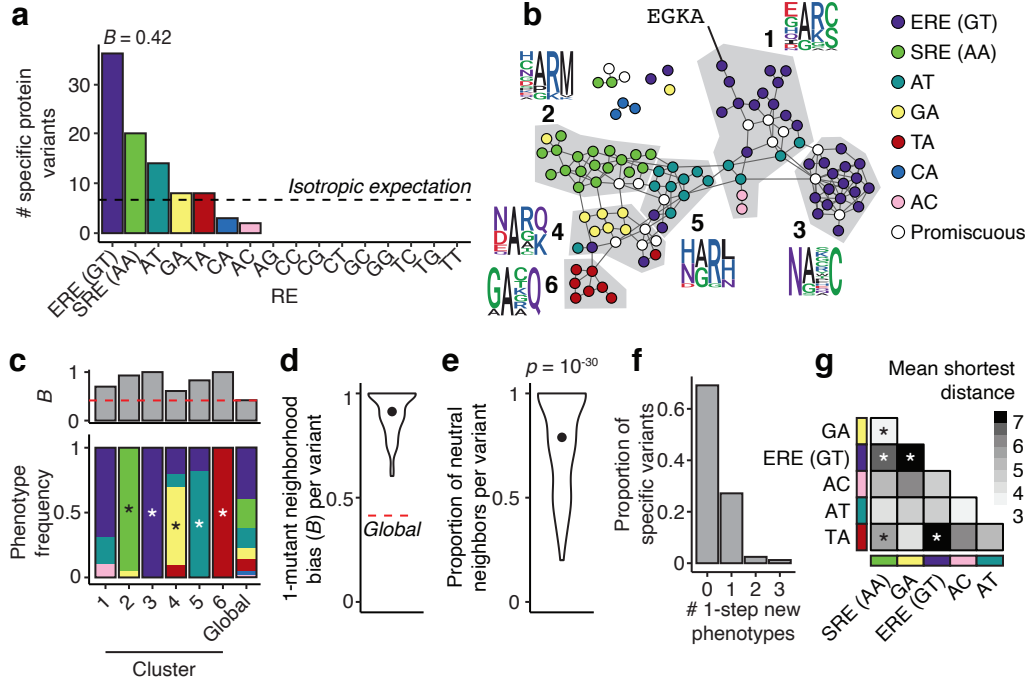 a
B = 0.42
# specific protein
variants
30
20
10
0
Isotropic expectation
ERE (GT)
SRE (AA)
AT
GA
TA
CA
AC
AG
CC
CG
CT
GC
GG
TC
TG
TT
RE
b
EGKA
1
2
3
4
5
6
ERE (GT)
SRE (AA)
AT
GA
TA
CA
AC
Promiscuous
c
B
1
0
Phenotype
frequency
1
0.5
0
*
*
*
*
*
1
2
3
4
5
6
Global
Cluster
d
1-mutant neighborhood
bias (B) per variant
1
0.5
0
Global
e
p = 10-30
Proportion of neutral
neighbors per variant
1
0.5
0
f
Proportion of
specific variants
0.6
0.4
0.2
0.0
0
1
2
3
# 1-step new
phenotypes
g
Mean shortest
distance
7
6
5
4
3
GA
ERE (GT)
AC
AT
TA
*
* *
* *
SRE (AA)
GA
ERE (GT)
AC
AT